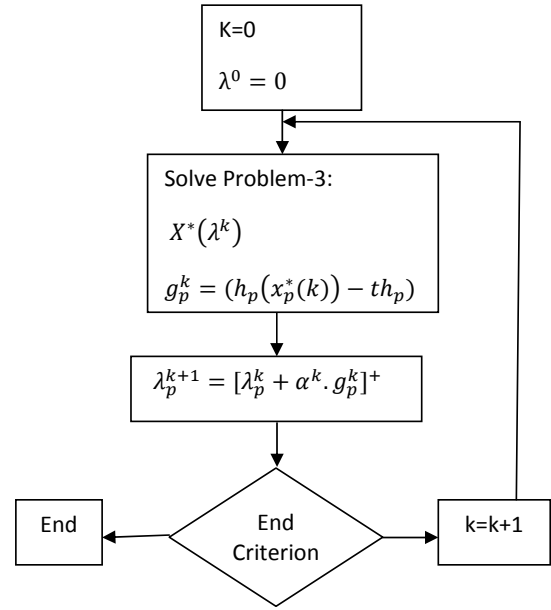 K=0
λ⁰ = 0
Solve Problem-3:
X*(λᵏ)
gₚᵏ = (hₚ(xₚ*(k)) − thₚ)
λₚᵏ⁺¹ = [λₚᵏ + αᵏ. gₚᵏ]⁺
End
End
Criterion
k=k+1